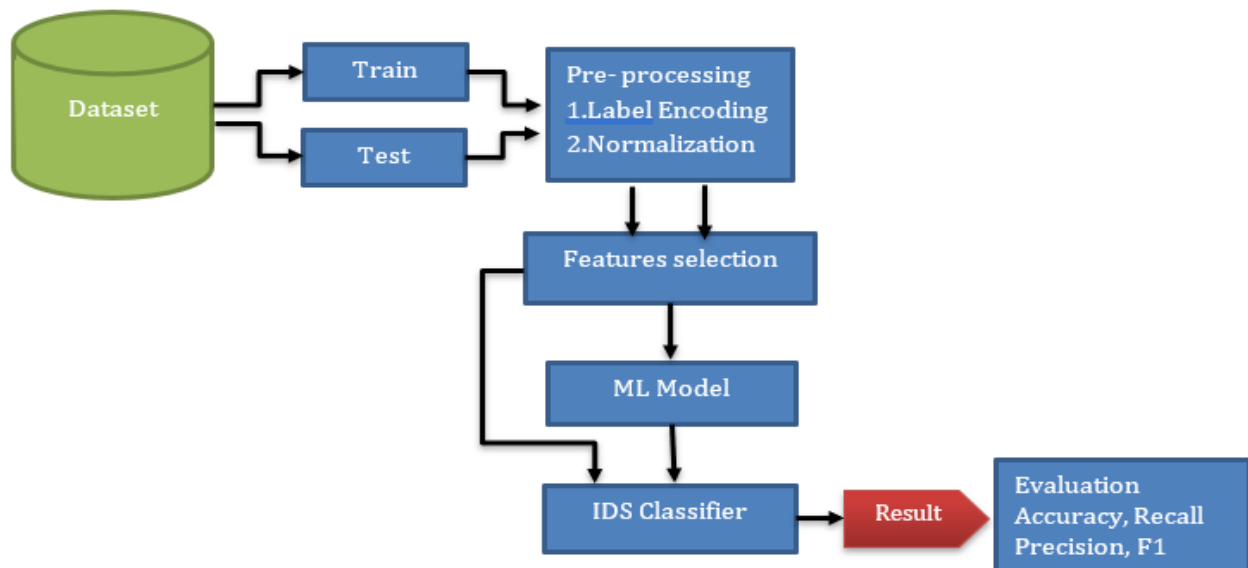 Dataset
Train
Test
Pre- processing
1.Label Encoding
2.Normalization
Features selection
ML Model
IDS Classifier
Result
Evaluation
Accuracy, Recall
Precision, F1